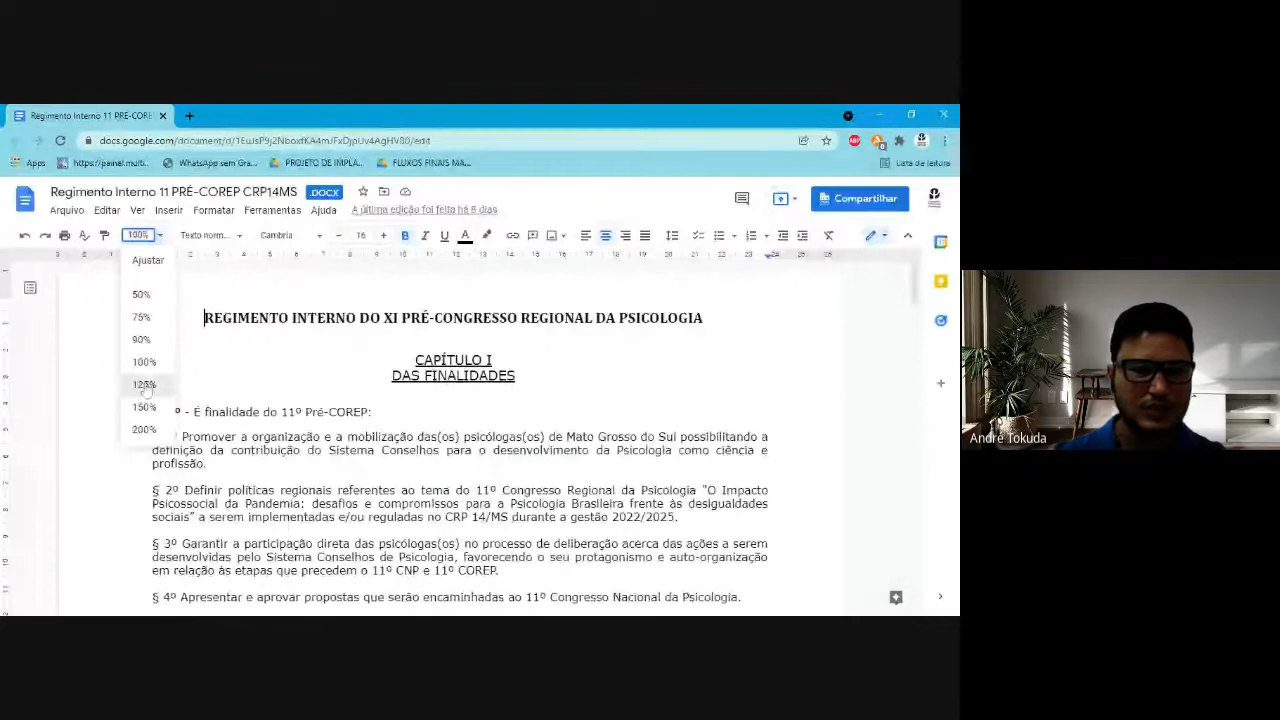 Regimento Interno 11 PRÉ-COREP
docs.google.com/document/d/
Apps https://painel.multi... WhatsApp sem Gra... PROJETO DE IMPLA... FLUXOS FINAIS MA... Lista de leitura
Regimento Interno 11 PRÉ-COREP CRP14MS .DOCX
Compartilhar
Arquivo Editar Ver Inserir Formatar Ferramentas Ajuda A última edição foi feita há 6 dias
100% Texto norm... Cambria 16 B I U A
Ajustar
50%
75%
90%
100%
125%
150%
200%
REGIMENTO INTERNO DO XI PRÉ-CONGRESSO REGIONAL DA PSICOLOGIA
CAPÍTULO I
DAS FINALIDADES
º - É finalidade do 11º Pré-COREP:
Promover a organização e a mobilização das(os) psicólogas(os) de Mato Grosso do Sul possibilitando a
definição da contribuição do Sistema Conselhos para o desenvolvimento da Psicologia como ciência e
profissão.
§ 2º Definir políticas regionais referentes ao tema do 11º Congresso Regional da Psicologia "O Impacto
Psicossocial da Pandemia: desafios e compromissos para a Psicologia Brasileira frente às desigualdades
sociais" a serem implementadas e/ou reguladas no CRP 14/MS durante a gestão 2022/2025.
§ 3º Garantir a participação direta das psicólogas(os) no processo de deliberação acerca das ações a serem
desenvolvidas pelo Sistema Conselhos de Psicologia, favorecendo o seu protagonismo e auto-organização
em relação às etapas que precedem o 11º CNP e 11º COREP.
§ 4º Apresentar e aprovar propostas que serão encaminhadas ao 11º Congresso Nacional da Psicologia.
André Tokuda